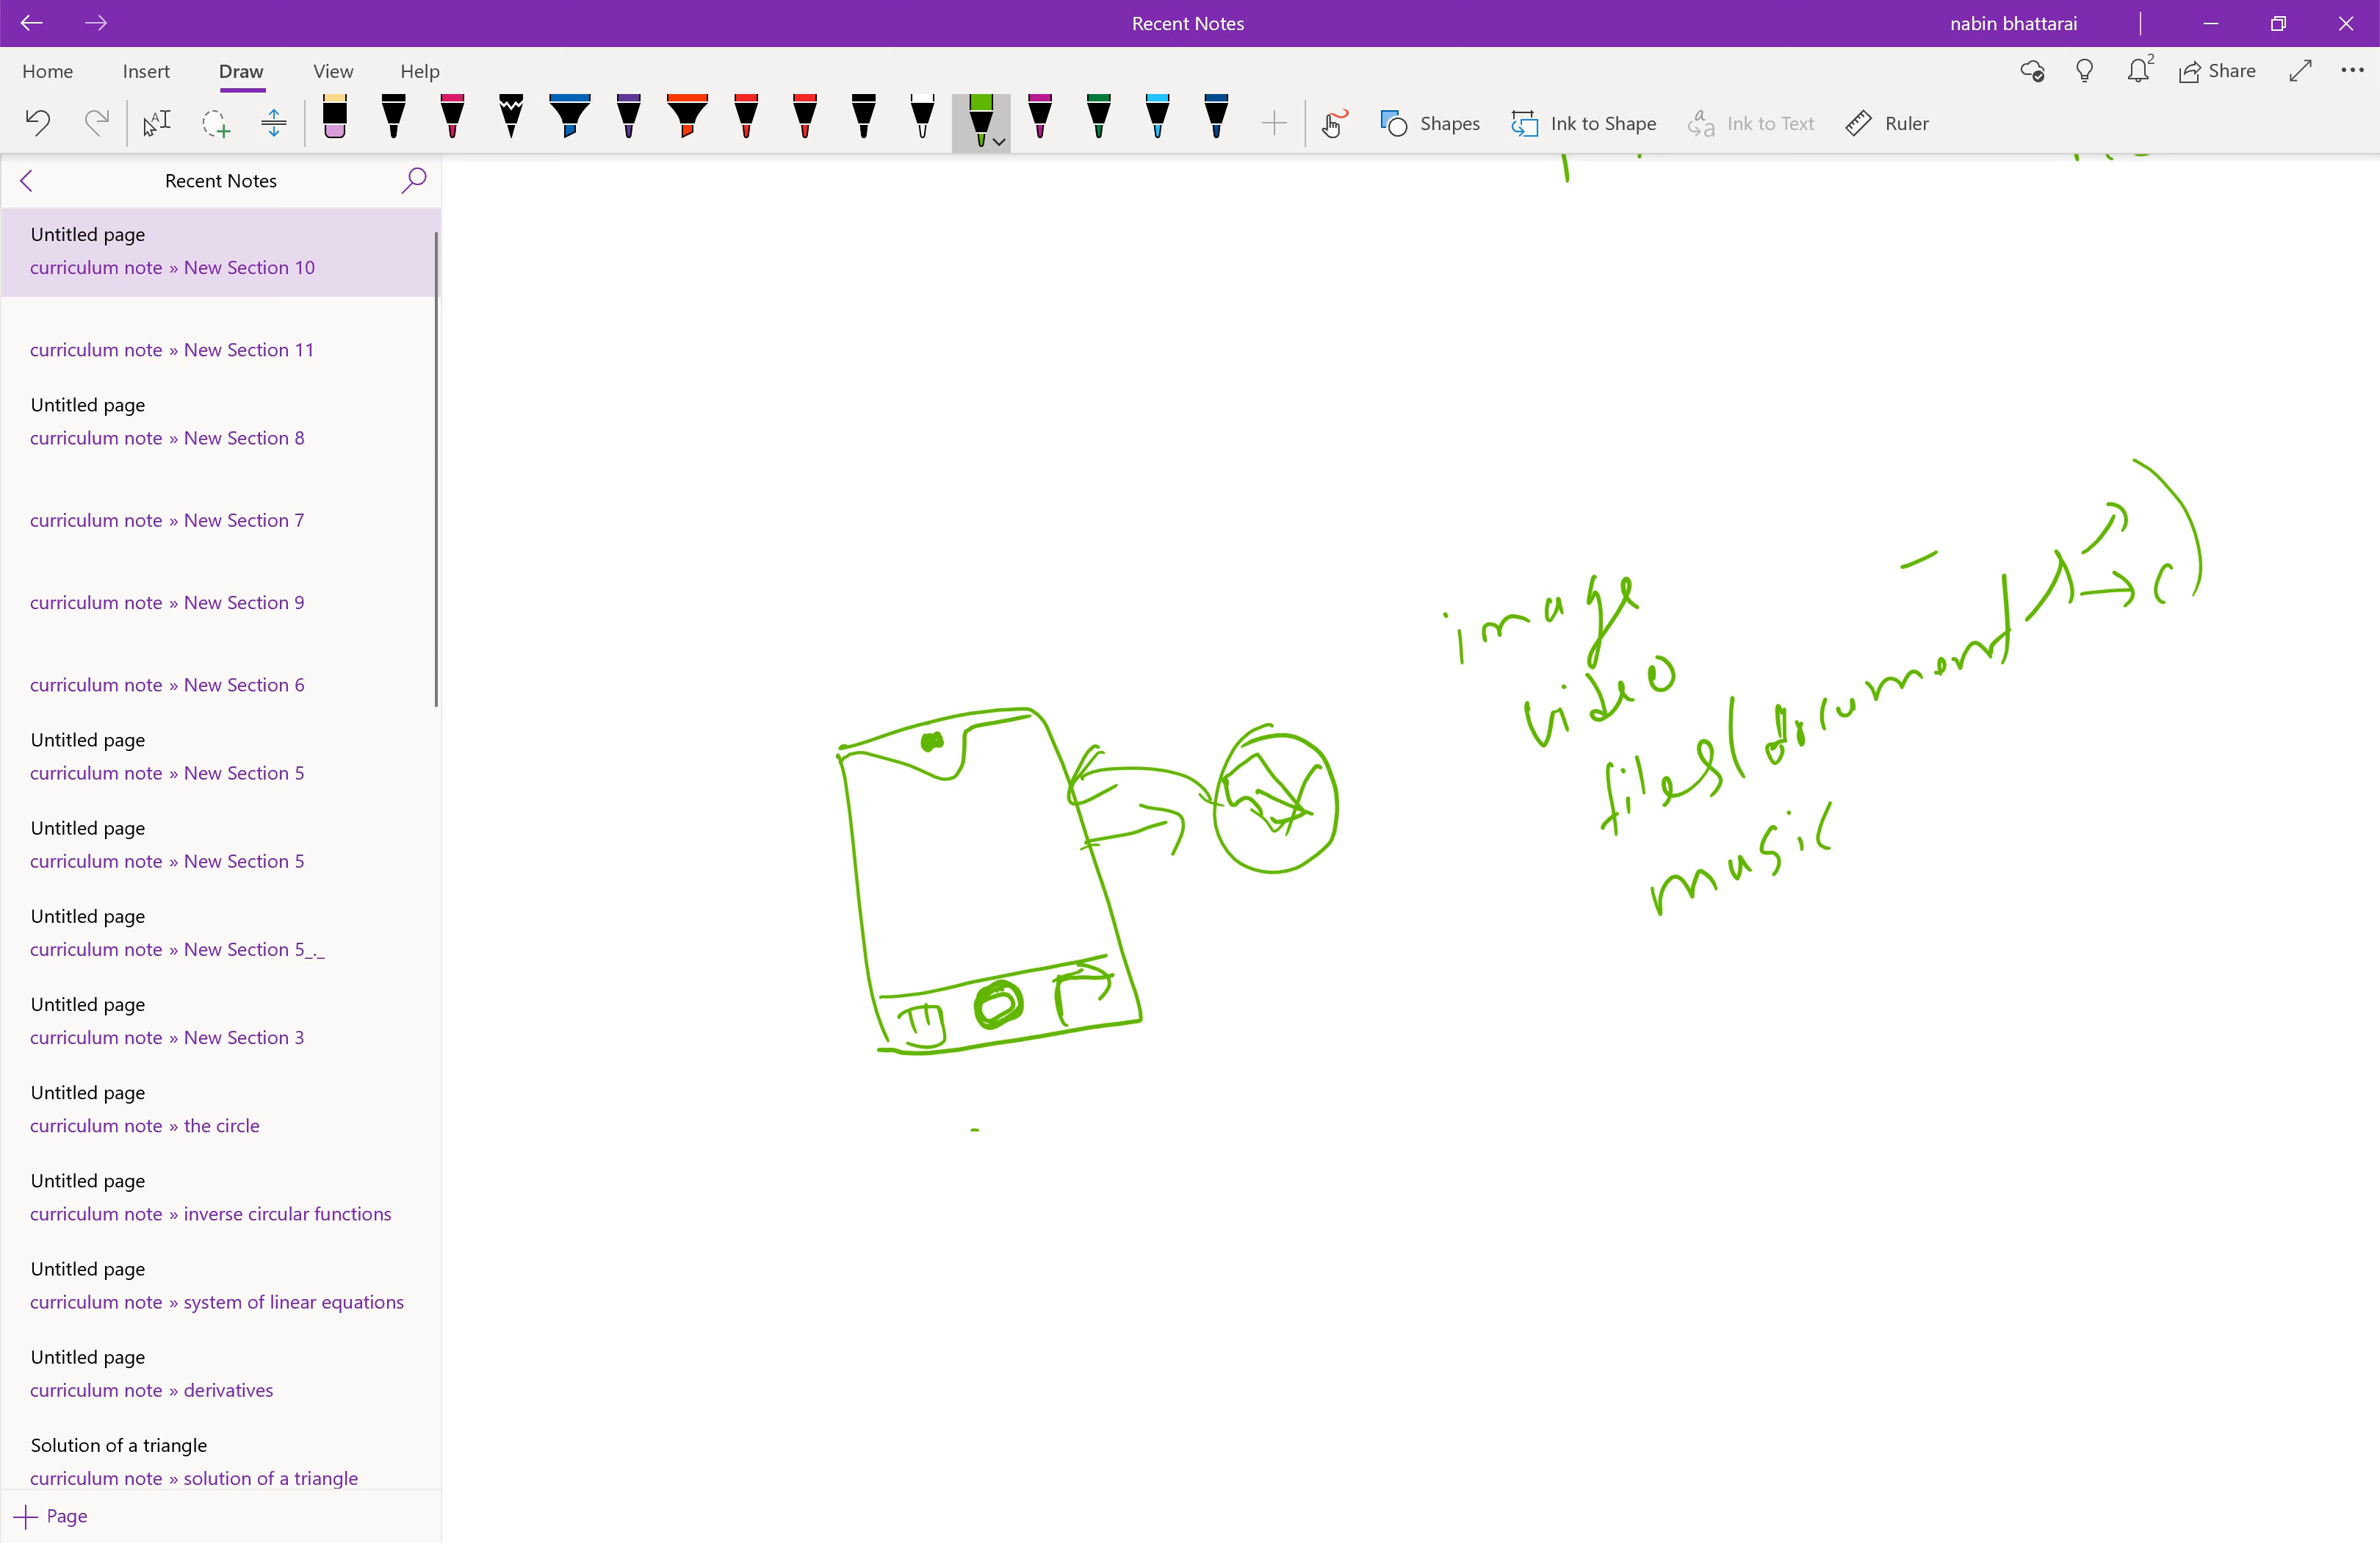 Recent Notes
nabin bhattarai
Home Insert Draw View Help
2
Share
Shapes Ink to Shape Ink to Text Ruler
Recent Notes
Untitled page
curriculum note » New Section 10
curriculum note » New Section 11
Untitled page
curriculum note » New Section 8
curriculum note » New Section 7
curriculum note » New Section 9
curriculum note » New Section 6
Untitled page
curriculum note » New Section 5
Untitled page
curriculum note » New Section 5
Untitled page
curriculum note » New Section 5_._
Untitled page
curriculum note » New Section 3
Untitled page
curriculum note » the circle
Untitled page
curriculum note » inverse circular functions
Untitled page
curriculum note » system of linear equations
Untitled page
curriculum note » derivatives
Solution of a triangle
curriculum note » solution of a triangle
Page
image
video
files (document
music